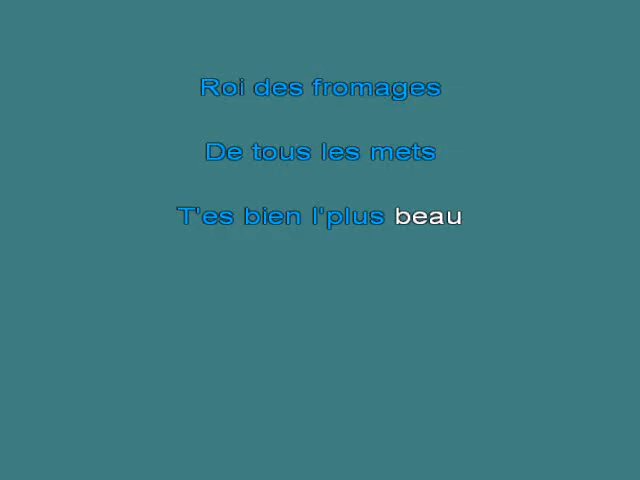 Roi des fromages
De tous les mets
T'es bien l'plus beau